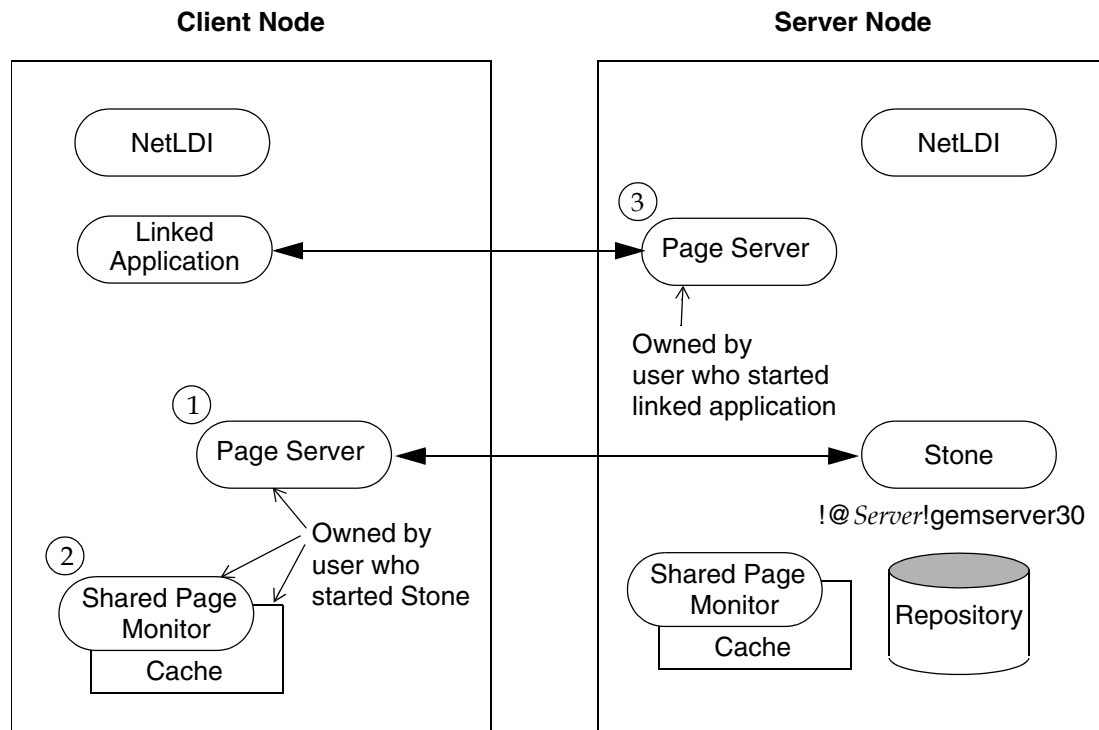 Client Node
Server Node
NetLDI
NetLDI
3
Linked
Application
Page Server
Owned by
user who started
linked application
1
Page Server
Stone
!@Server!gemserver30
Owned by
user who
started Stone
2
Shared Page
Monitor
Cache
Shared Page
Monitor
Cache
Repository